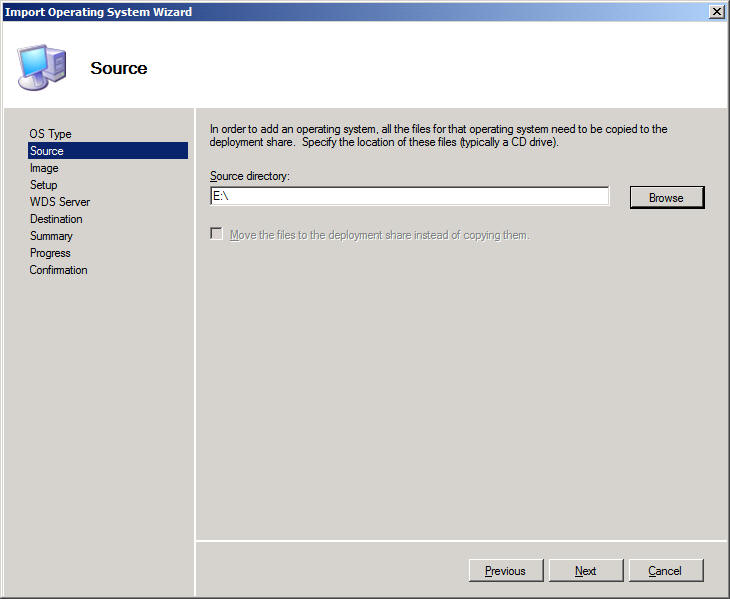 Import Operating System Wizard
Source
OS Type
Source
Image
Setup
WDS Server
Destination
Summary
Progress
Confirmation
In order to add an operating system, all the files for that operating system need to be copied to the
deployment share.  Specify the location of these files (typically a CD drive).
Source directory:
E:\
Browse
Move the files to the deployment share instead of copying them.
Previous
Next
Cancel